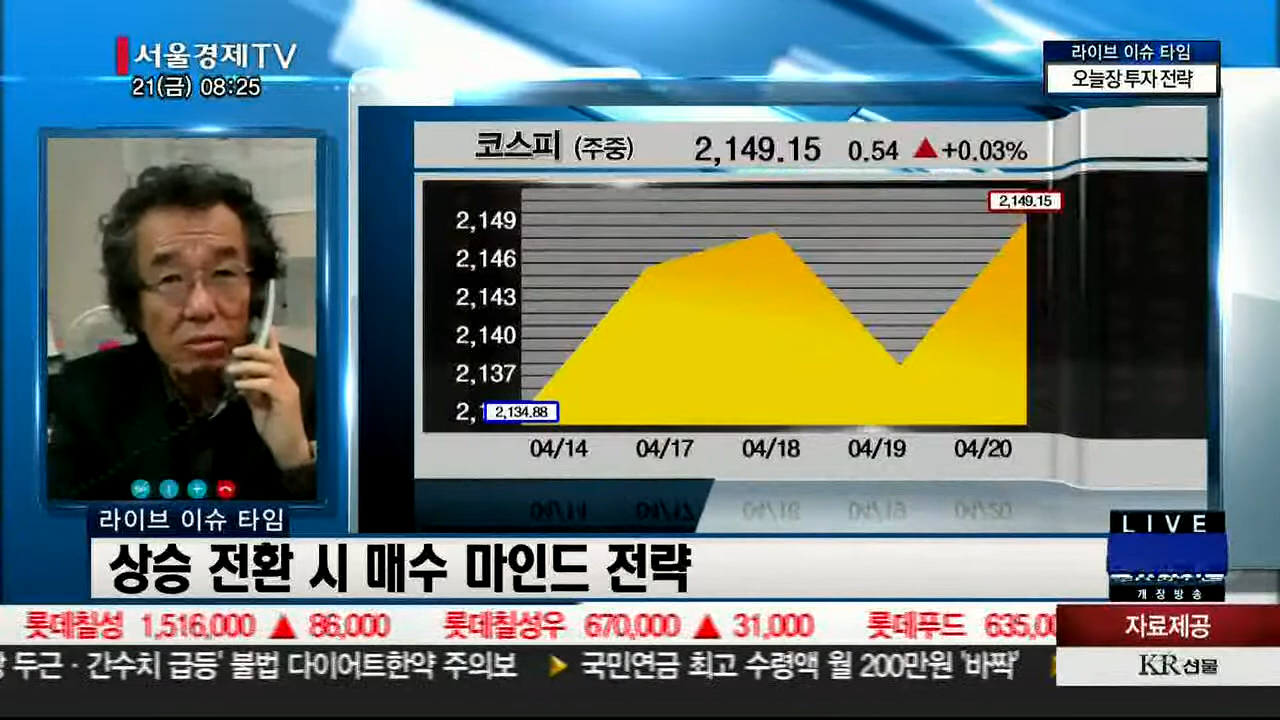 서울경제TV
21(금) 08:25
라이브 이슈 타임
오늘장 투자 전략
코스피 (주중) 2,149.15 0.54 ▲+0.03%
2,149.15
2,149
2,146
2,143
2,140
2,137
2,134.88
04/14 04/17 04/18 04/19 04/20
라이브 이슈 타임
상승 전환 시 매수 마인드 전략
LIVE
개장방송
롯데칠성 1,516,000 ▲ 86,000 롯데칠성우 670,000 ▲ 31,000 롯데푸드
자료제공
두근·간수치 급등' 불법 다이어트한약 주의보 ▶ 국민연금 최고 수령액 월 200만원 '바짝'
KR선물